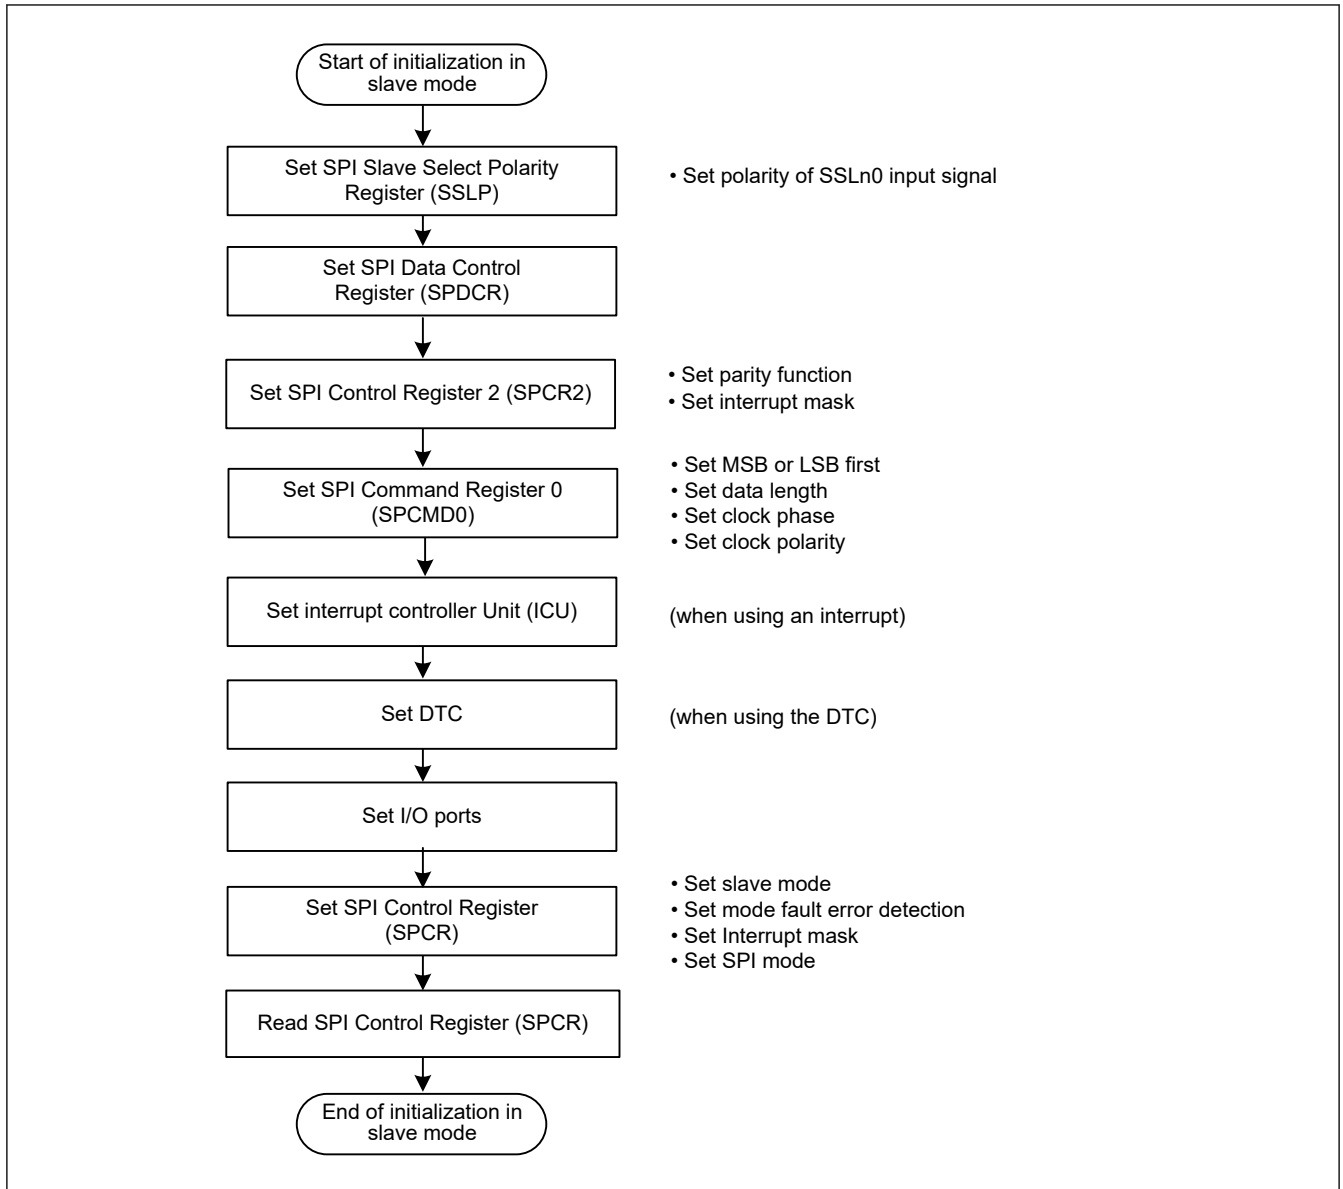 Start of initialization in
slave mode
Set SPI Slave Select Polarity
Register (SSLP)
• Set polarity of SSLn0 input signal
Set SPI Data Control
Register (SPDCR)
Set SPI Control Register 2 (SPCR2)
• Set parity function
• Set interrupt mask
Set SPI Command Register 0
(SPCMD0)
• Set MSB or LSB first
• Set data length
• Set clock phase
• Set clock polarity
Set interrupt controller Unit (ICU)
(when using an interrupt)
Set DTC
(when using the DTC)
Set I/O ports
Set SPI Control Register
(SPCR)
• Set slave mode
• Set mode fault error detection
• Set Interrupt mask
• Set SPI mode
Read SPI Control Register (SPCR)
End of initialization in
slave mode